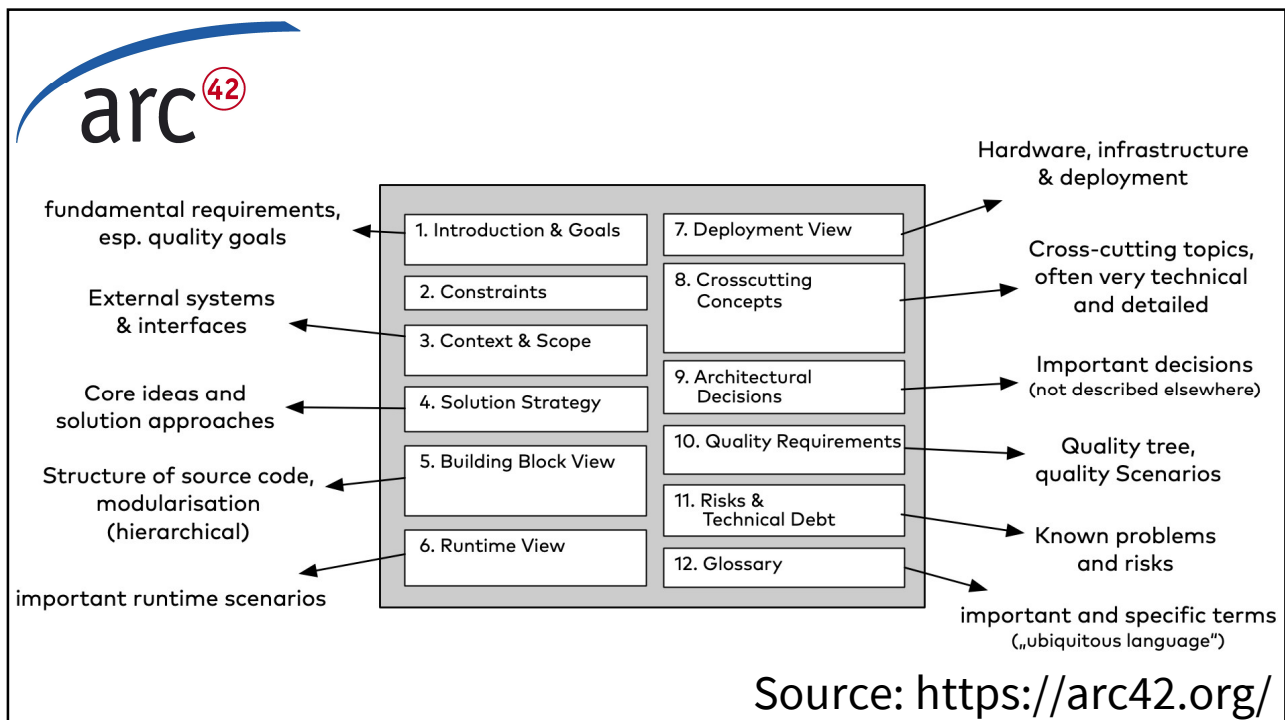 arc 42
fundamental requirements,
esp. quality goals
External systems
& interfaces
Core ideas and
solution approaches
Structure of source code,
modularisation
(hierarchical)
important runtime scenarios
1. Introduction & Goals
2. Constraints
3. Context & Scope
4. Solution Strategy
5. Building Block View
6. Runtime View
7. Deployment View
8. Crosscutting
Concepts
9. Architectural
Decisions
10. Quality Requirements
11. Risks &
Technical Debt
12. Glossary
Hardware, infrastructure
& deployment
Cross-cutting topics,
often very technical
and detailed
Important decisions
(not described elsewhere)
Quality tree,
quality Scenarios
Known problems
and risks
important and specific terms
(„ubiquitous language“)
Source: https://arc42.org/